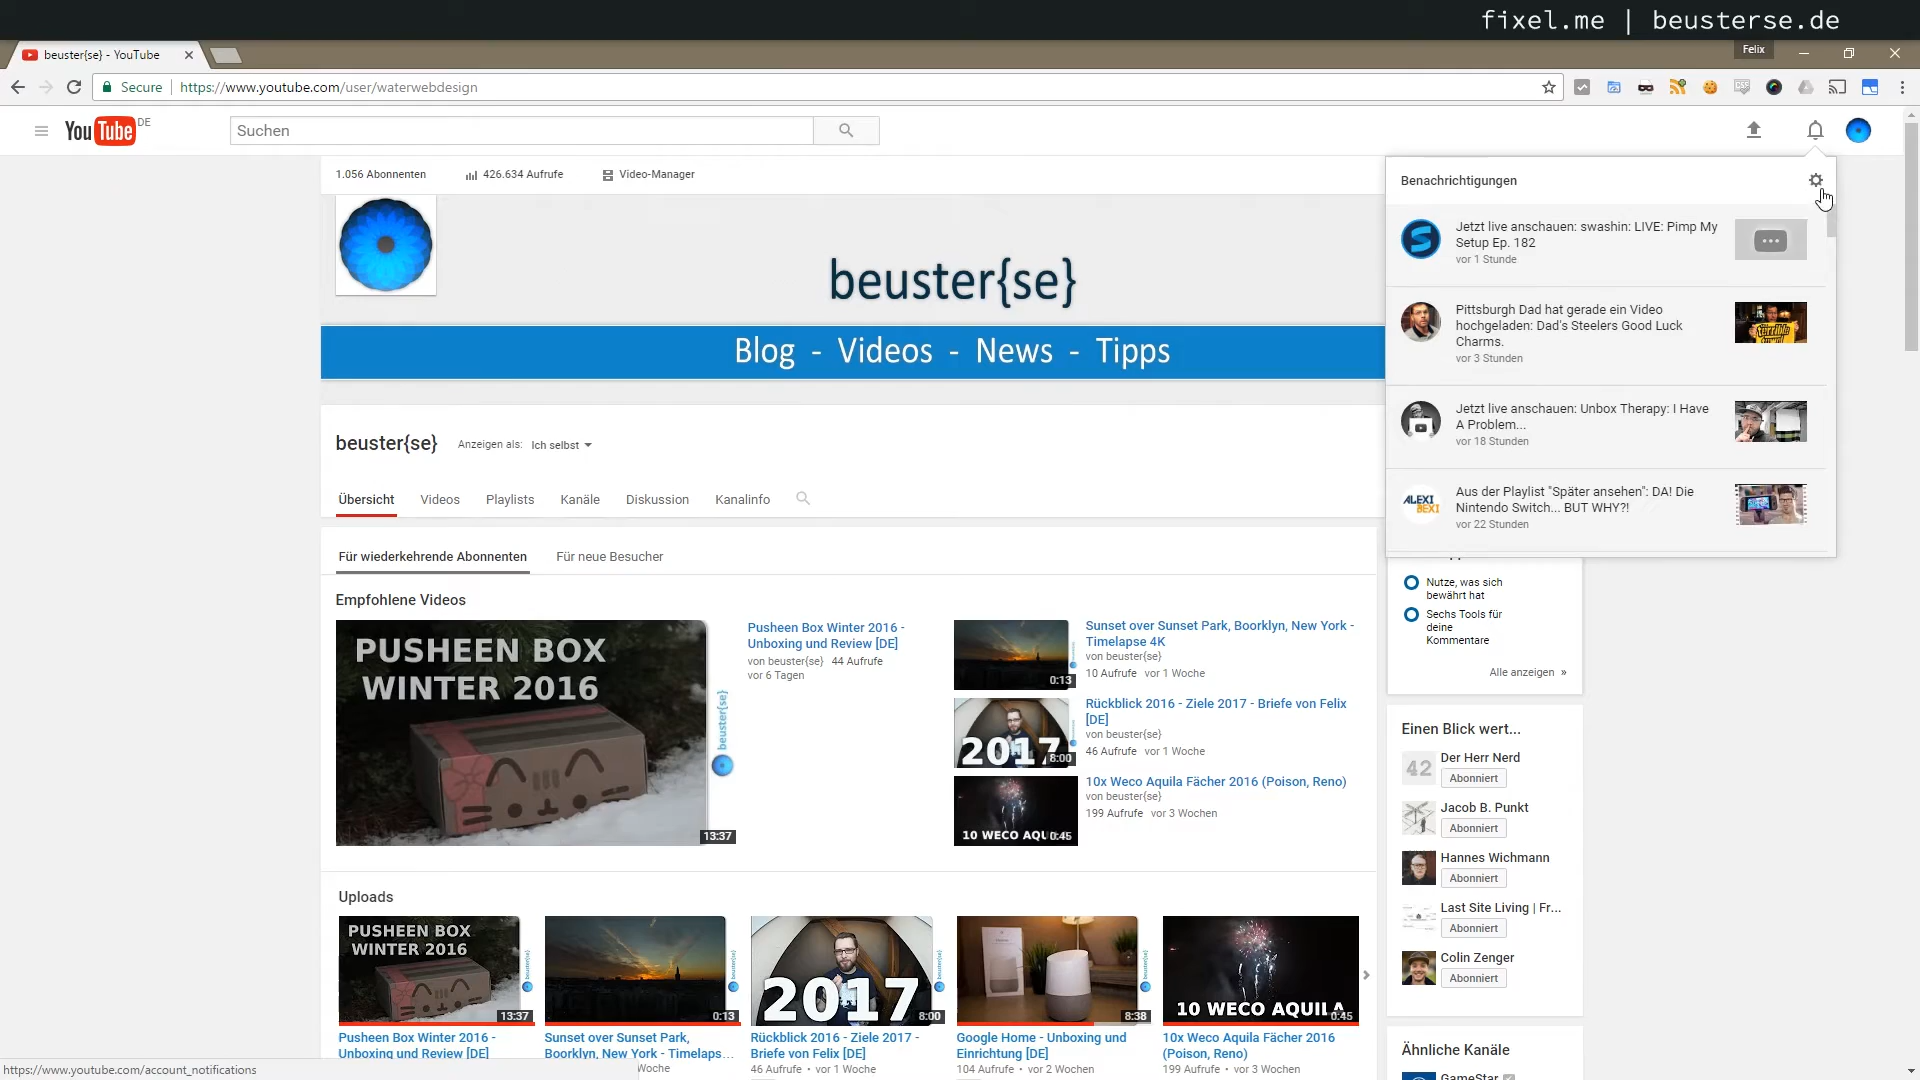 fixel.me | beusterse.de
beuster{se} - YouTube
Felix
Secure
https://www.youtube.com/user/waterwebdesign
YouTube DE
Suchen
1.056 Abonnenten
426.634 Aufrufe
Video-Manager
beuster{se}
Blog - Videos - News - Tipps
beuster{se}
Anzeigen als: Ich selbst
Übersicht
Videos
Playlists
Kanäle
Diskussion
Kanalinfo
Benachrichtigungen
Jetzt live anschauen: swashin: LIVE: Pimp My
Setup Ep. 182
vor 1 Stunde
Pittsburgh Dad hat gerade ein Video
hochgeladen: Dad's Steelers Good Luck
Charms.
vor 3 Stunden
Jetzt live anschauen: Unbox Therapy: I Have
A Problem...
vor 18 Stunden
ALEXI
BEXI
Aus der Playlist "Später ansehen": DA! Die
Nintendo Switch... BUT WHY?!
vor 22 Stunden
Für wiederkehrende Abonnenten
Für neue Besucher
Empfohlene Videos
PUSHEEN BOX
WINTER 2016
beuster{se}
13:37
Pusheen Box Winter 2016 -
Unboxing und Review [DE]
von beuster{se} 44 Aufrufe
vor 6 Tagen
0:13
Sunset over Sunset Park, Boorklyn, New York -
Timelapse 4K
von beuster{se}
10 Aufrufe vor 1 Woche
2017
8:00
Rückblick 2016 - Ziele 2017 - Briefe von Felix
[DE]
von beuster{se}
46 Aufrufe vor 1 Woche
10 WECO AQU
0:45
10x Weco Aquila Fächer 2016 (Poison, Reno)
von beuster{se}
199 Aufrufe vor 3 Wochen
Nutze, was sich
bewährt hat
Sechs Tools für
deine
Kommentare
Alle anzeigen »
Einen Blick wert...
42
Der Herr Nerd
Abonniert
Jacob B. Punkt
Abonniert
Hannes Wichmann
Abonniert
Last Site Living | Fr...
Abonniert
Colin Zenger
Abonniert
Ähnliche Kanäle
GameStar
Uploads
PUSHEEN BOX
WINTER 2016
13:37
Pusheen Box Winter 2016 -
Unboxing und Review [DE]
0:13
Sunset over Sunset Park,
Boorklyn, New York - Timelaps...
Woche
2017
8:00
Rückblick 2016 - Ziele 2017 -
Briefe von Felix [DE]
46 Aufrufe • vor 1 Woche
8:38
Google Home - Unboxing und
Einrichtung [DE]
104 Aufrufe • vor 2 Wochen
10 WECO AQUILA
0:45
10x Weco Aquila Fächer 2016
(Poison, Reno)
199 Aufrufe • vor 3 Wochen
https://www.youtube.com/account_notifications